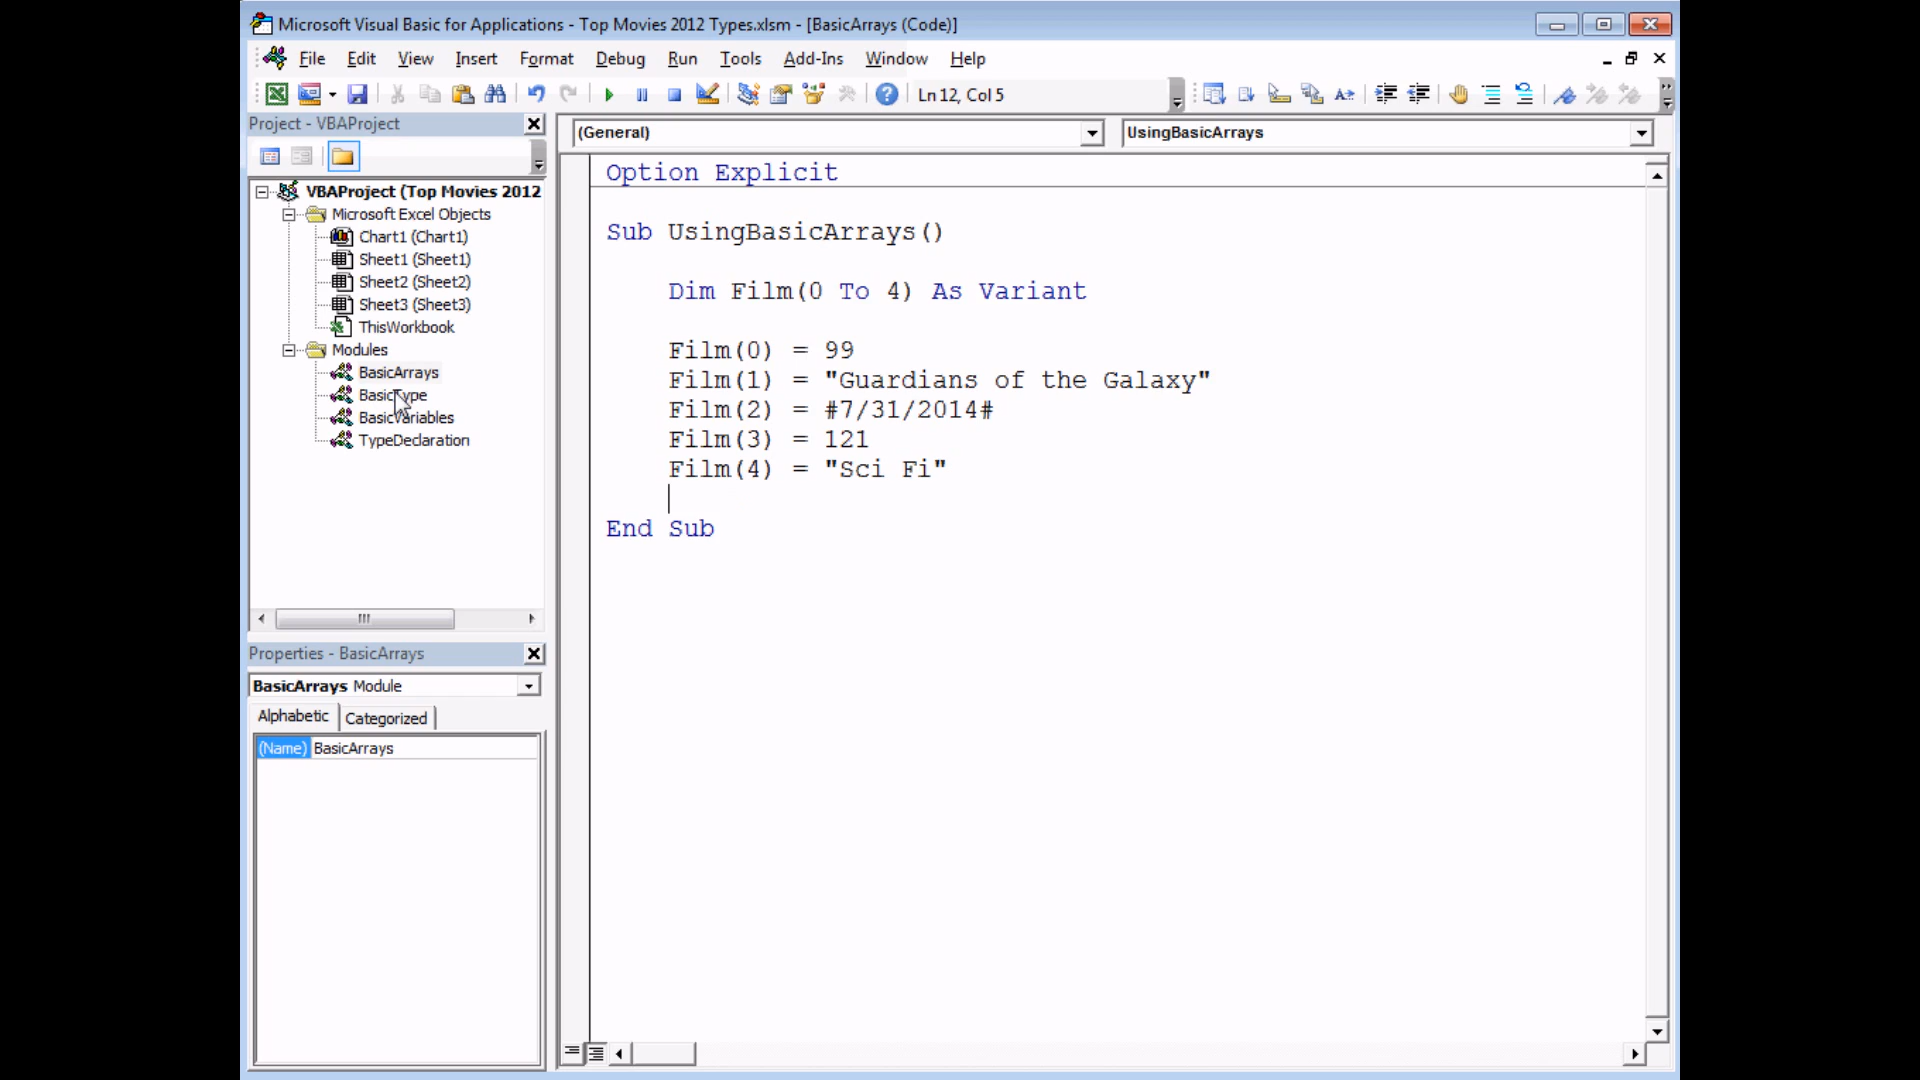 Microsoft Visual Basic for Applications - Top Movies 2012 Types.xlsm - [BasicArrays (Code)]
File Edit View Insert Format Debug Run Tools Add-Ins Window Help
Ln 12, Col 5
Project - VBAProject
(General)
UsingBasicArrays
VBAProject (Top Movies 2012
Microsoft Excel Objects
Chart1 (Chart1)
Sheet1 (Sheet1)
Sheet2 (Sheet2)
Sheet3 (Sheet3)
ThisWorkbook
Modules
BasicArrays
BasicType
BasicVariables
TypeDeclaration
Option Explicit
Sub UsingBasicArrays()
Dim Film(0 To 4) As Variant
Film(0) = 99
Film(1) = "Guardians of the Galaxy"
Film(2) = #7/31/2014#
Film(3) = 121
Film(4) = "Sci Fi"
End Sub
Properties - BasicArrays
BasicArrays Module
Alphabetic Categorized
(Name) BasicArrays